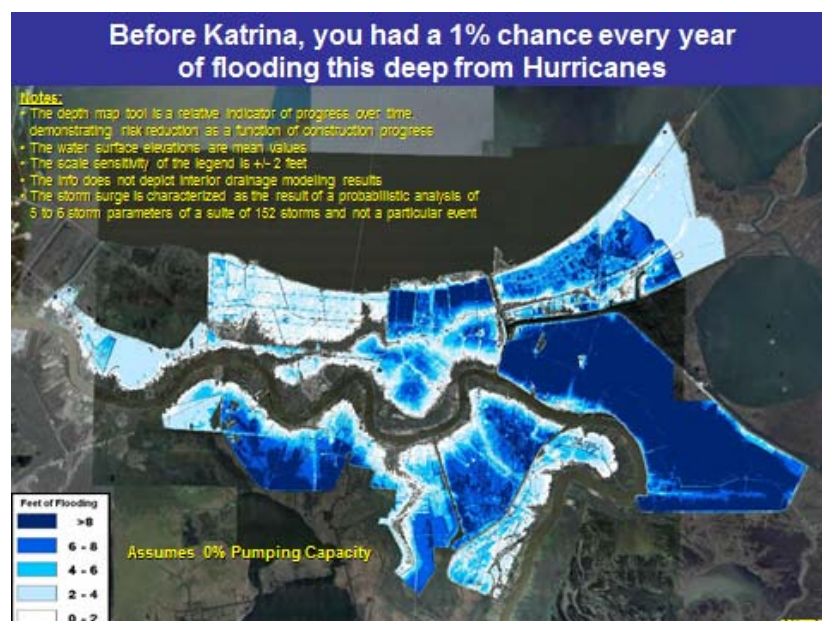 Before Katrina, you had a 1% chance every year
of flooding this deep from Hurricanes
Notes:
• The depth map tool is a relative indicator of progress over time,
demonstrating risk reduction as a function of construction progress
• The water surface elevations are mean values
• The scale sensitivity of the legend is +/- 2 feet
• The info does not depict interior drainage modeling results
• The storm surge is characterized as the result of a probabilistic analysis of
5 to 6 storm parameters of a suite of 152 storms and not a particular event
Feet of Flooding
>8
6 - 8
4 - 6
2 - 4
0 - 2
Assumes 0% Pumping Capacity